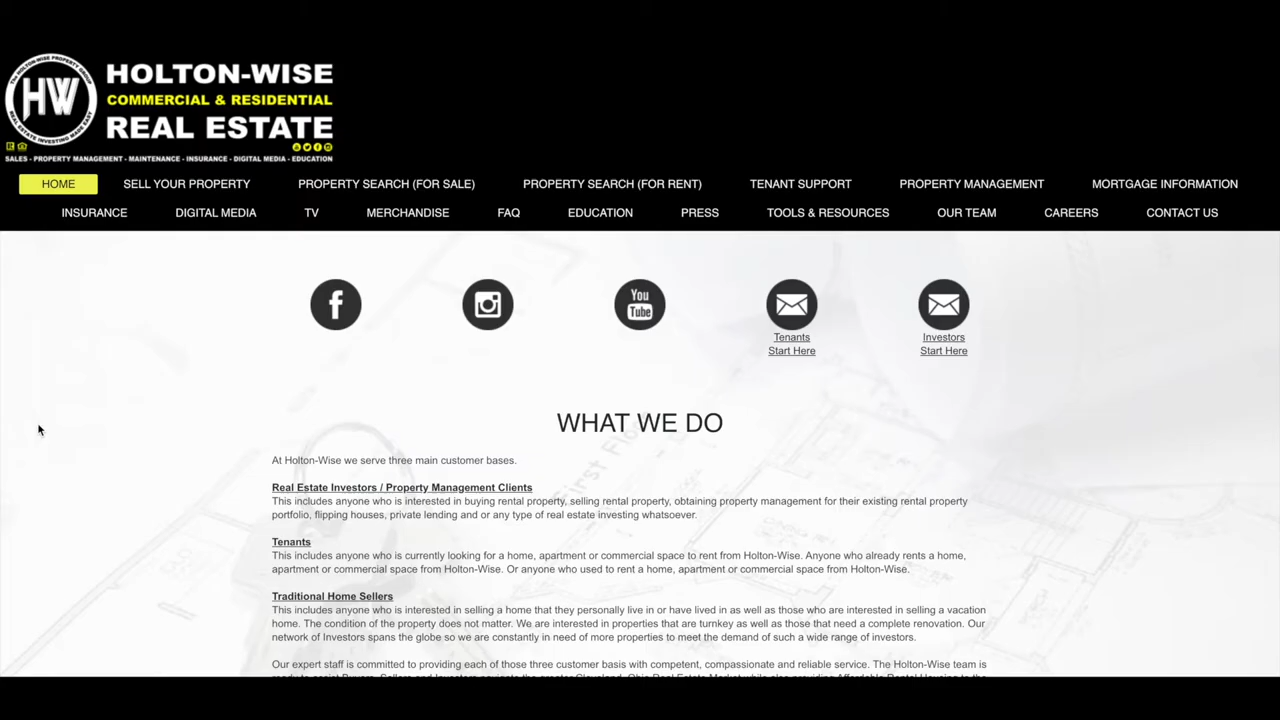 THE HOLTON-WISE PROPERTY GROUP
HW
REAL ESTATE INVESTING MADE EASY
HOLTON-WISE
COMMERCIAL & RESIDENTIAL
REAL ESTATE
SALES - PROPERTY MANAGEMENT - MAINTENANCE - INSURANCE - DIGITAL MEDIA - EDUCATION
HOME SELL YOUR PROPERTY PROPERTY SEARCH (FOR SALE) PROPERTY SEARCH (FOR RENT) TENANT SUPPORT PROPERTY MANAGEMENT MORTGAGE INFORMATION
INSURANCE DIGITAL MEDIA TV MERCHANDISE FAQ EDUCATION PRESS TOOLS & RESOURCES OUR TEAM CAREERS CONTACT US
You
Tube
Tenants
Start Here
Investors
Start Here
First Flo
WHAT WE DO
At Holton-Wise we serve three main customer bases.
Real Estate Investors / Property Management Clients
This includes anyone who is interested in buying rental property, selling rental property, obtaining property management for their existing rental property
portfolio, flipping houses, private lending and or any type of real estate investing whatsoever.
Tenants
This includes anyone who is currently looking for a home, apartment or commercial space to rent from Holton-Wise. Anyone who already rents a home,
apartment or commercial space from Holton-Wise. Or anyone who used to rent a home, apartment or commercial space from Holton-Wise.
Traditional Home Sellers
This includes anyone who is interested in selling a home that they personally live in or have lived in as well as those who are interested in selling a vacation
home. The condition of the property does not matter. We are interested in properties that are turnkey as well as those that need a complete renovation. Our
network of Investors spans the globe so we are constantly in need of more properties to meet the demand of such a wide range of investors.
Our expert staff is committed to providing each of those three customer basis with competent, compassionate and reliable service. The Holton-Wise team is